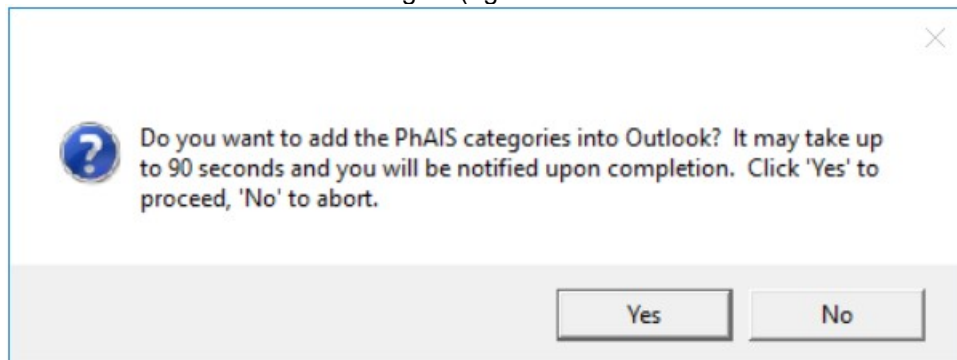 Do you want to add the PhAIS categories into Outlook?  It may take up
to 90 seconds and you will be notified upon completion.  Click 'Yes' to
proceed, 'No' to abort.
Yes
No